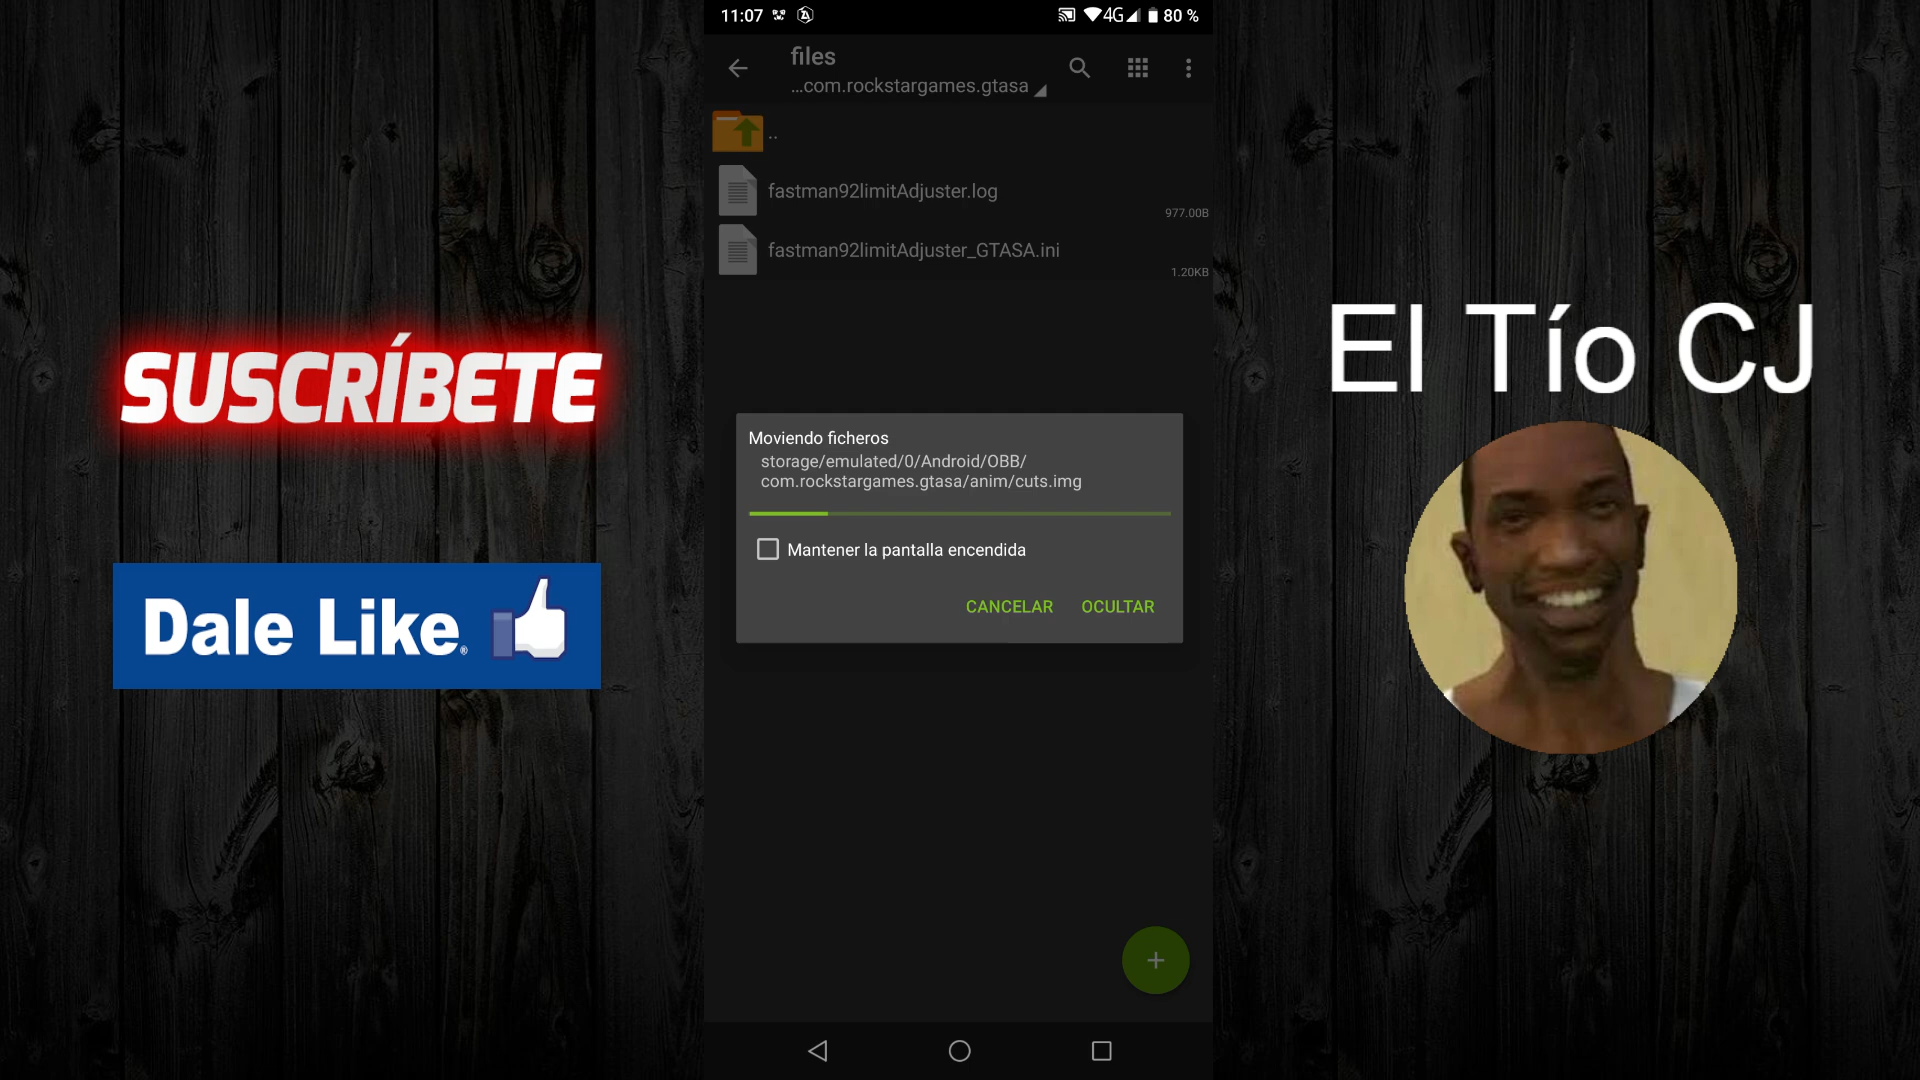 11:07
4G
80 %
files
...com.rockstargames.gtasa
..
fastman92limitAdjuster.log
977.00B
fastman92limitAdjuster_GTASA.ini
1.20KB
SUSCRÍBETE
Dale Like®
Moviendo ficheros
storage/emulated/0/Android/OBB/
com.rockstargames.gtasa/anim/cuts.img
Mantener la pantalla encendida
CANCELAR OCULTAR
El Tío CJ